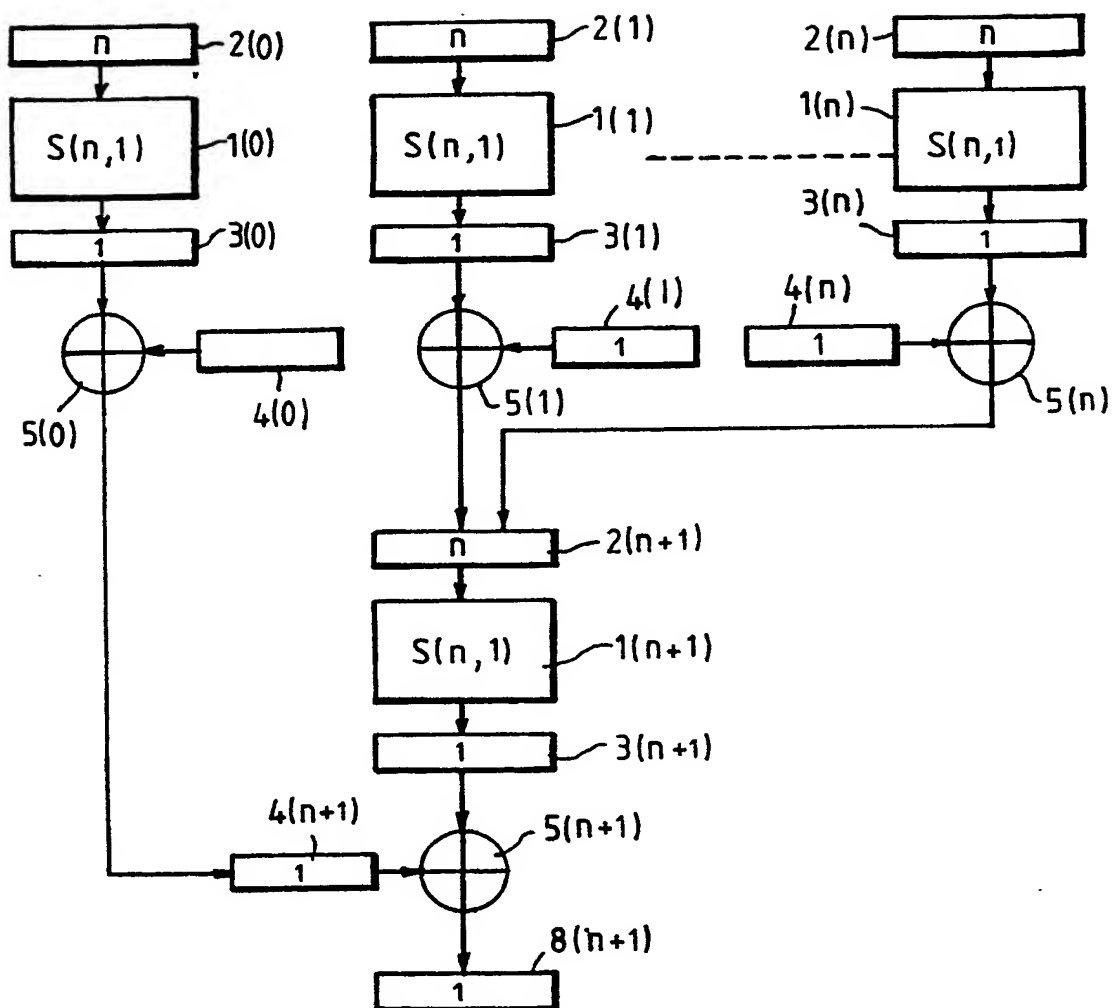 n 2(0) n 2(1) 2(n) n
S(n,1) 1(0) S(n,1) 1(1) 1(n) S(n,1)
1 3(0) 1 3(1) 3(n) 1
4(1) 4(n)
1 1
5(0) 4(0) 5(1) 5(n)
n 2(n+1)
S(n,1) 1(n+1)
1 3(n+1)
4(n+1) 5(n+1)
1
8(n+1)
1